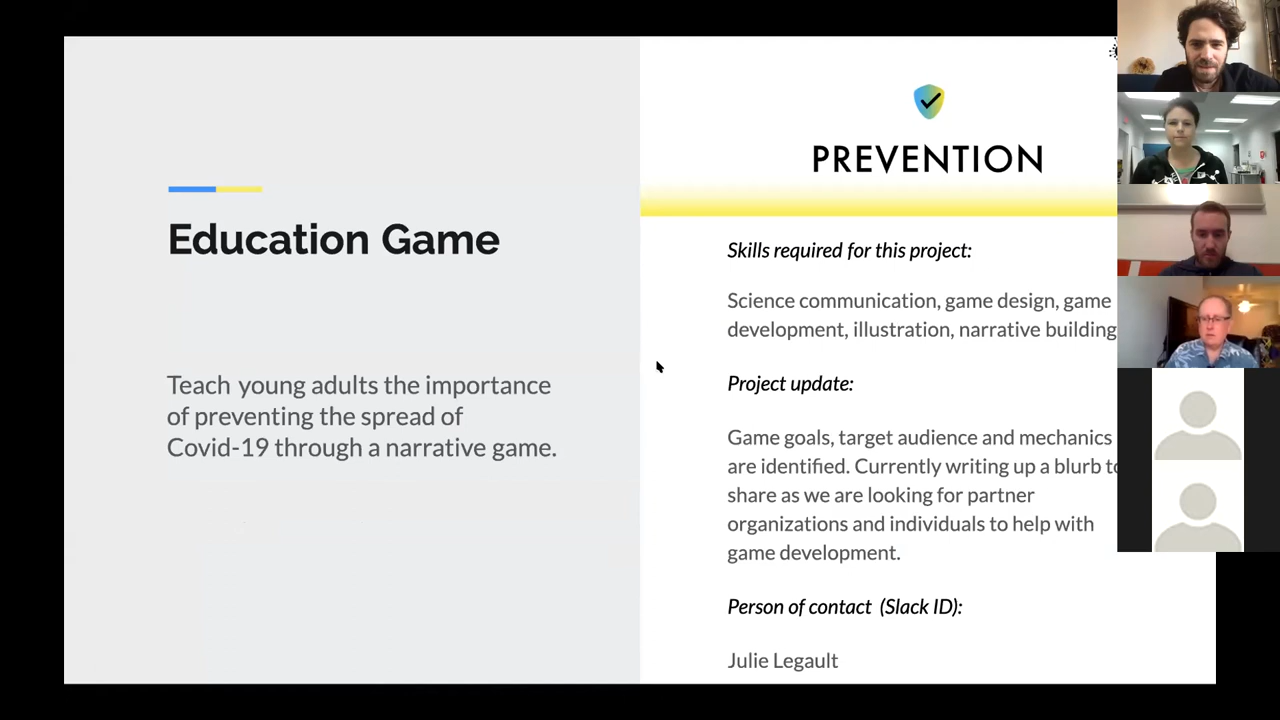 Education Game
Teach young adults the importance
of preventing the spread of
Covid-19 through a narrative game.
PREVENTION
Skills required for this project:
Science communication, game design, game
development, illustration, narrative building
Project update:
Game goals, target audience and mechanics
are identified. Currently writing up a blurb to
share as we are looking for partner
organizations and individuals to help with
game development.
Person of contact (Slack ID):
Julie Legault